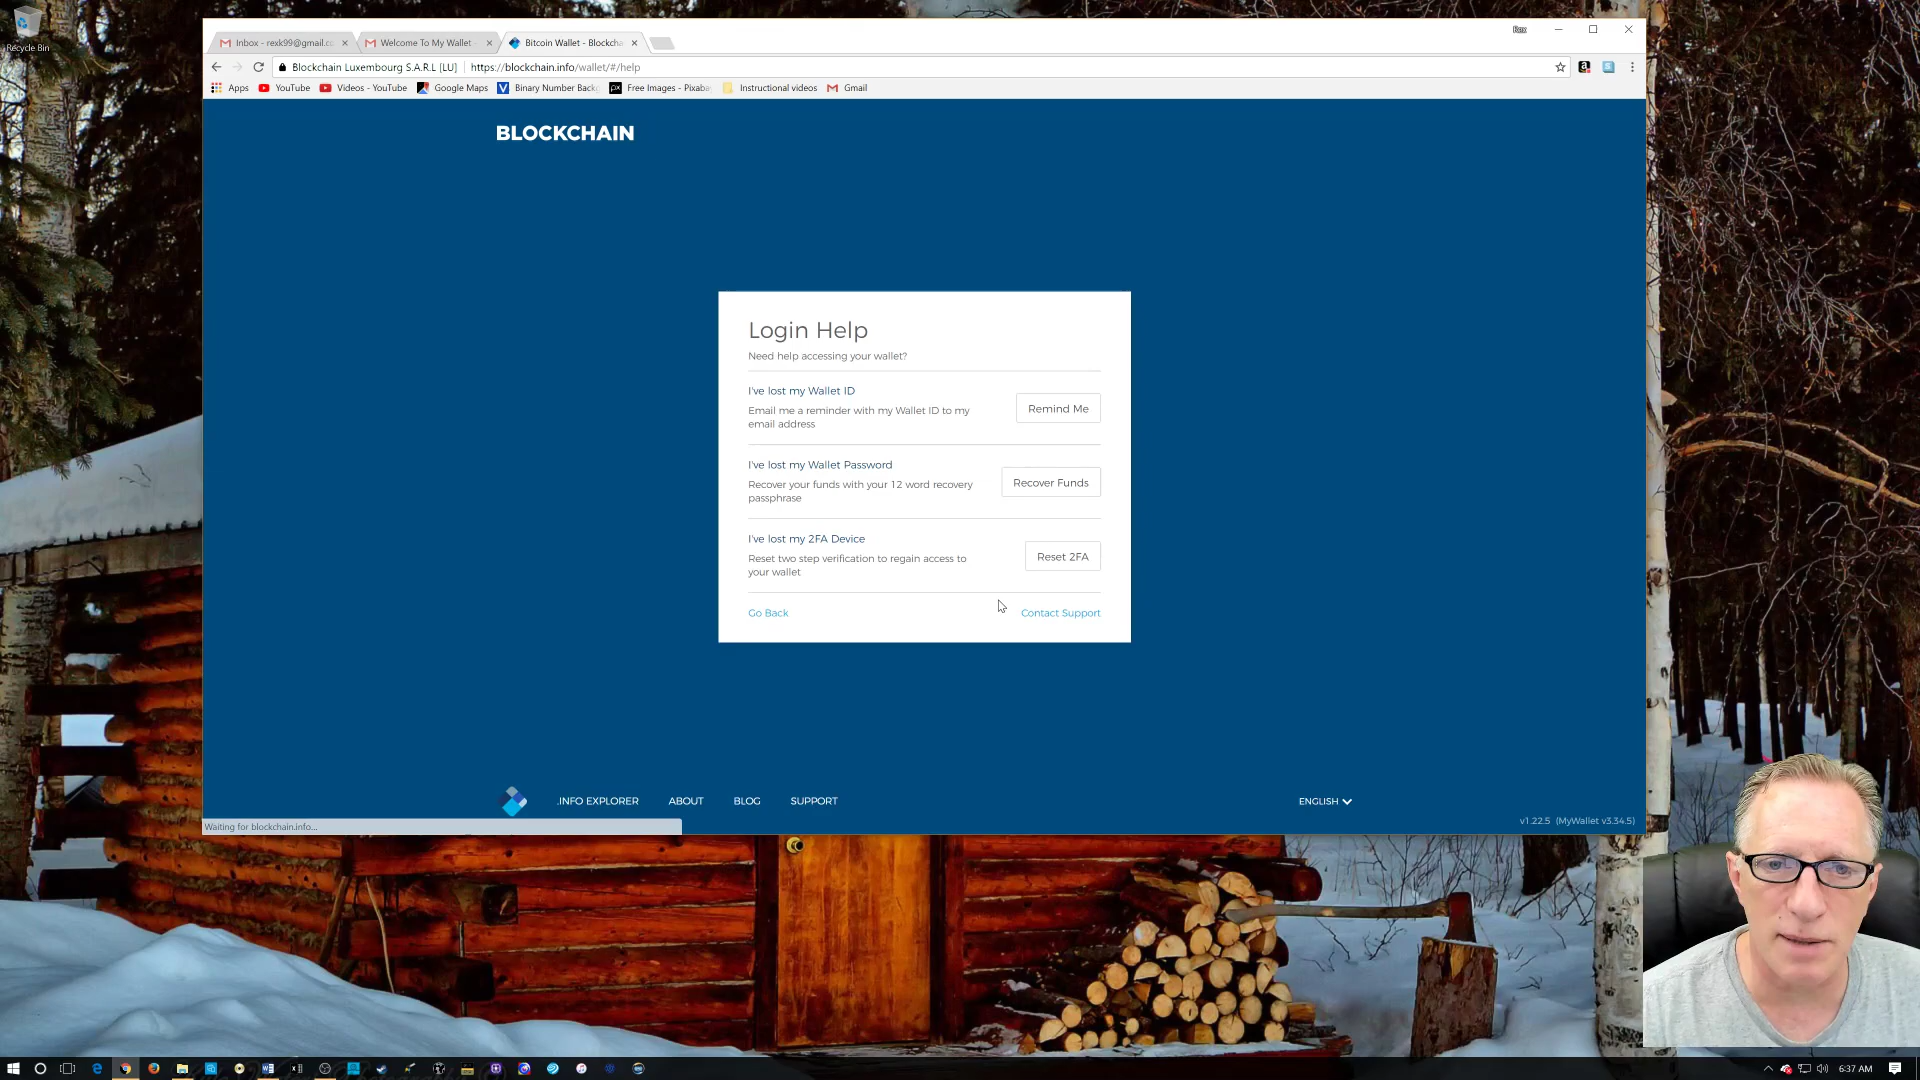 Recycle Bin
Inbox - rexk99@gmail.co
Welcome To My Wallet -
Bitcoin Wallet - Blockcha
Blockchain Luxembourg S.A.R.L [LU]
https://blockchain.info/wallet/#/help
Apps
YouTube
Videos - YouTube
Google Maps
Binary Number Back
Free Images - Pixaba
Instructional videos
Gmail
BLOCKCHAIN
Login Help
Need help accessing your wallet?
I've lost my Wallet ID
Email me a reminder with my Wallet ID to my
email address
Remind Me
I've lost my Wallet Password
Recover your funds with your 12 word recovery
passphrase
Recover Funds
I've lost my 2FA Device
Reset two step verification to regain access to
your wallet
Reset 2FA
Go Back
Contact Support
.INFO EXPLORER
ABOUT
BLOG
SUPPORT
ENGLISH
v1.22.5 (MyWallet v3.34.5)
Waiting for blockchain.info...
6:37 AM